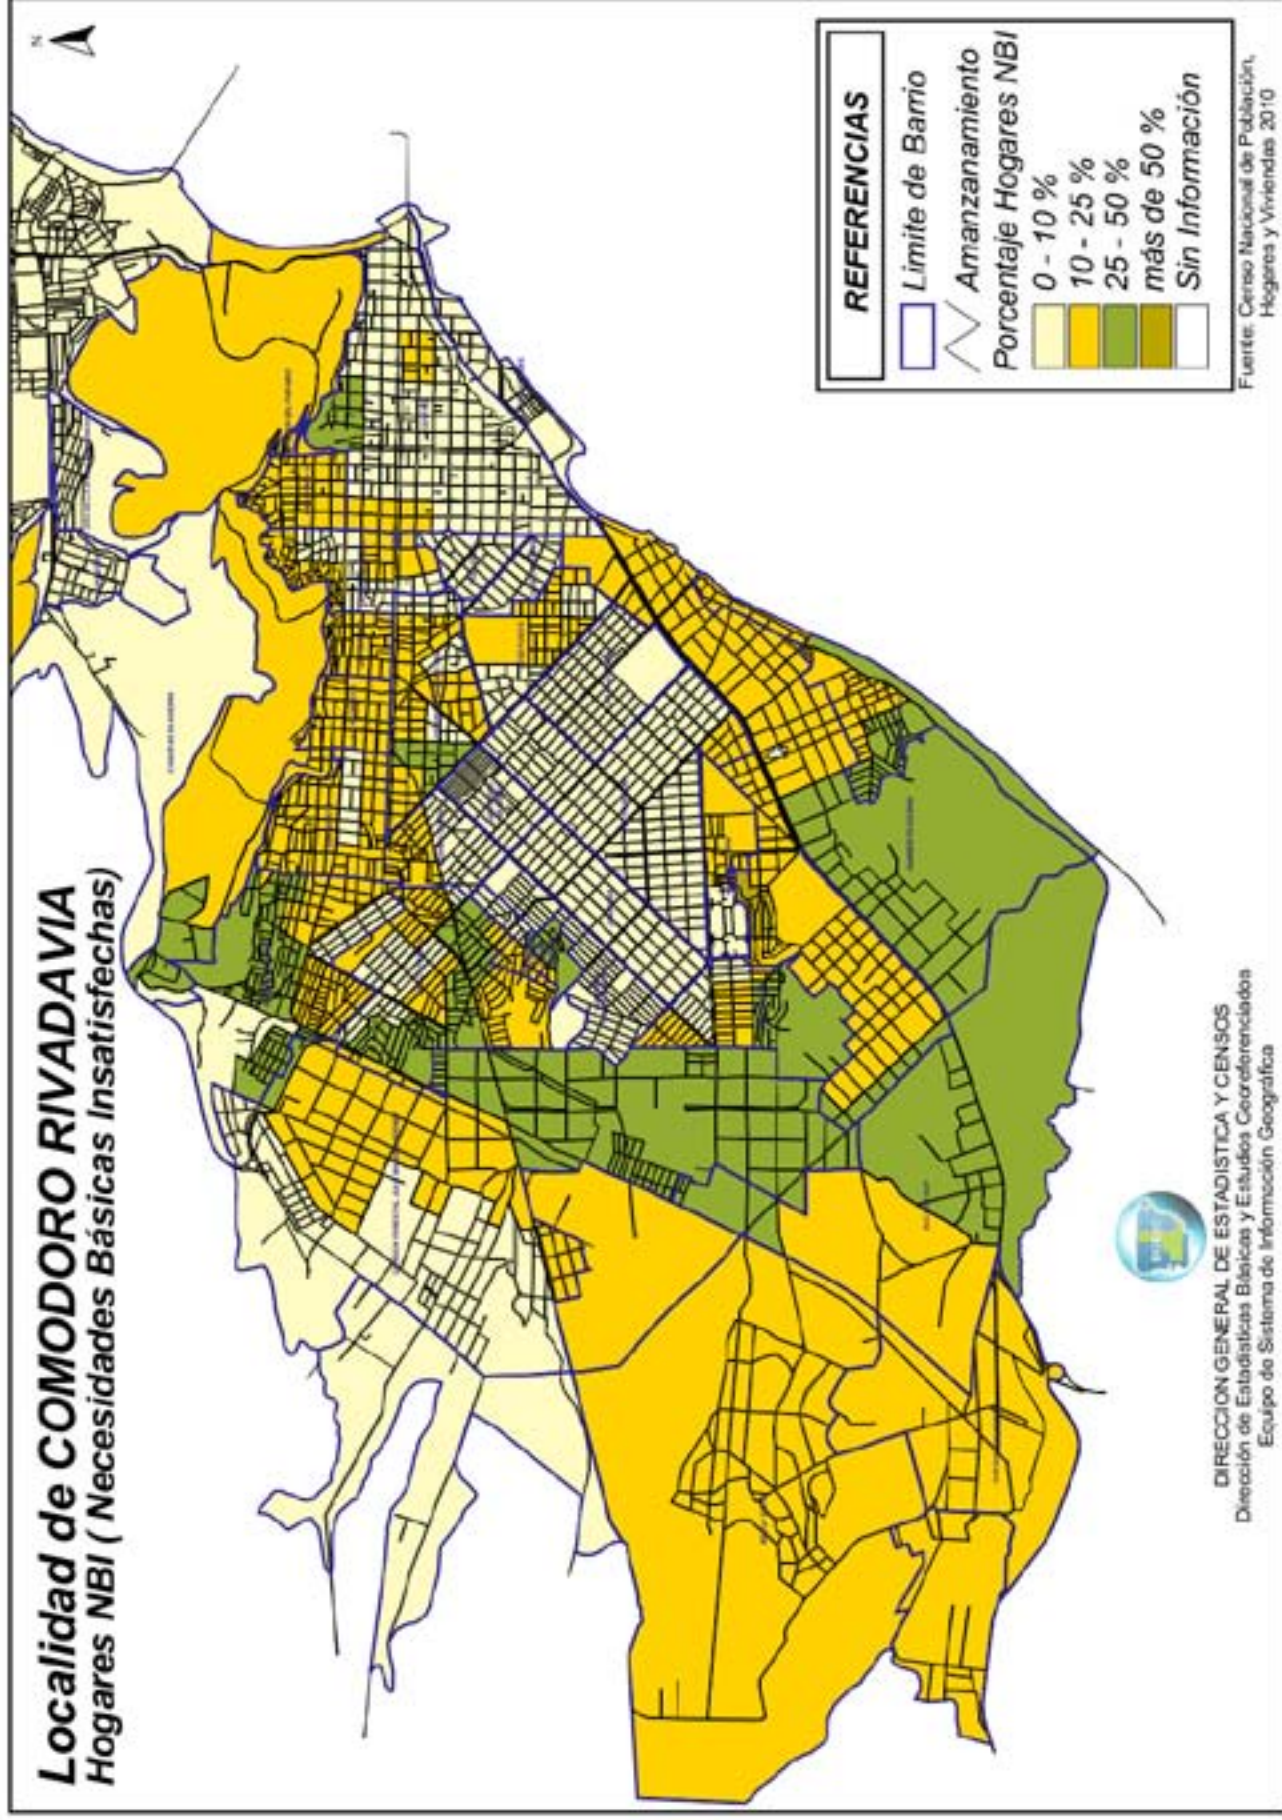 Localidad de COMODORO RIVADAVIA
Hogares NBI ( Necesidades Básicas Insatisfechas)
N
REFERENCIAS
Limite de Barrio
Amanzanamiento
Porcentaje Hogares NBI
0 - 10 %
10 - 25 %
25 - 50 %
más de 50 %
Sin Información
Fuente: Censo Nacional de Población,
Hogares y Viviendas 2010
DIRECCION GENERAL DE ESTADISTICA Y CENSOS
Dirección de Estadísticas Básicas y Estudios Georeferenciados
Equipo de Sistema de Información Geográfica